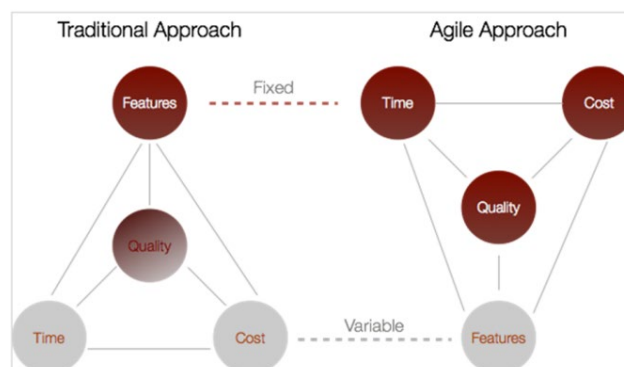 Traditional Approach
Agile Approach
Features
Fixed
Time
Cost
Quality
Quality
Time
Cost
Variable
Features